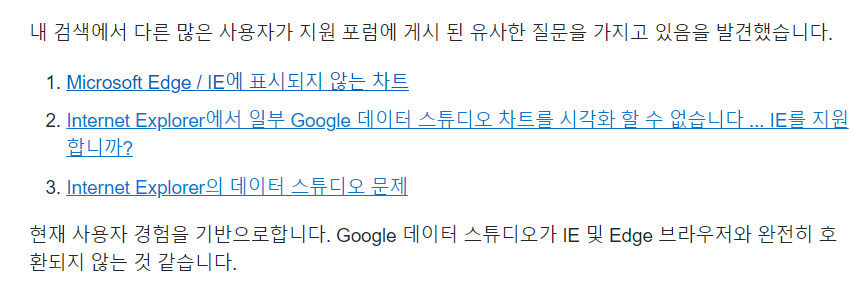 내 검색에서 다른 많은 사용자가 지원 포럼에 게시 된 유사한 질문을 가지고 있음을 발견했습니다.
1. Microsoft Edge / IE에 표시되지 않는 차트
2. Internet Explorer에서 일부 Google 데이터 스튜디오 차트를 시각화 할 수 없습니다 ... IE를 지원
합니까?
3. Internet Explorer의 데이터 스튜디오 문제
현재 사용자 경험을 기반으로합니다. Google 데이터 스튜디오가 IE 및 Edge 브라우저와 완전히 호
환되지 않는 것 같습니다.